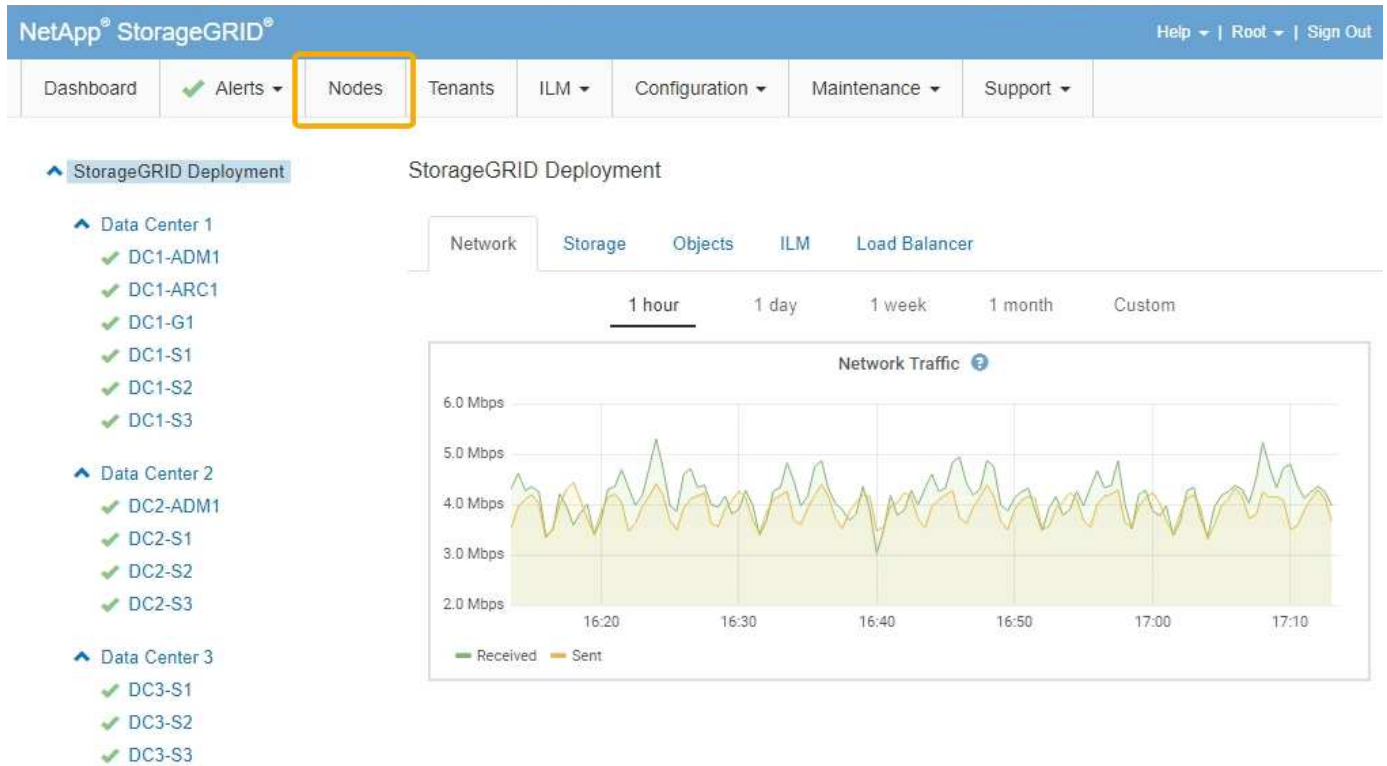 NetApp® StorageGRID®
Help | Root | Sign Out
Dashboard Alerts Nodes Tenants ILM Configuration Maintenance Support
StorageGRID Deployment
Data Center 1
DC1-ADM1
DC1-ARC1
DC1-G1
DC1-S1
DC1-S2
DC1-S3
Data Center 2
DC2-ADM1
DC2-S1
DC2-S2
DC2-S3
Data Center 3
DC3-S1
DC3-S2
DC3-S3
StorageGRID Deployment
Network Storage Objects ILM Load Balancer
1 hour 1 day 1 week 1 month Custom
Network Traffic ?
6.0 Mbps
5.0 Mbps
4.0 Mbps
3.0 Mbps
2.0 Mbps
16:20 16:30 16:40 16:50 17:00 17:10
Received Sent